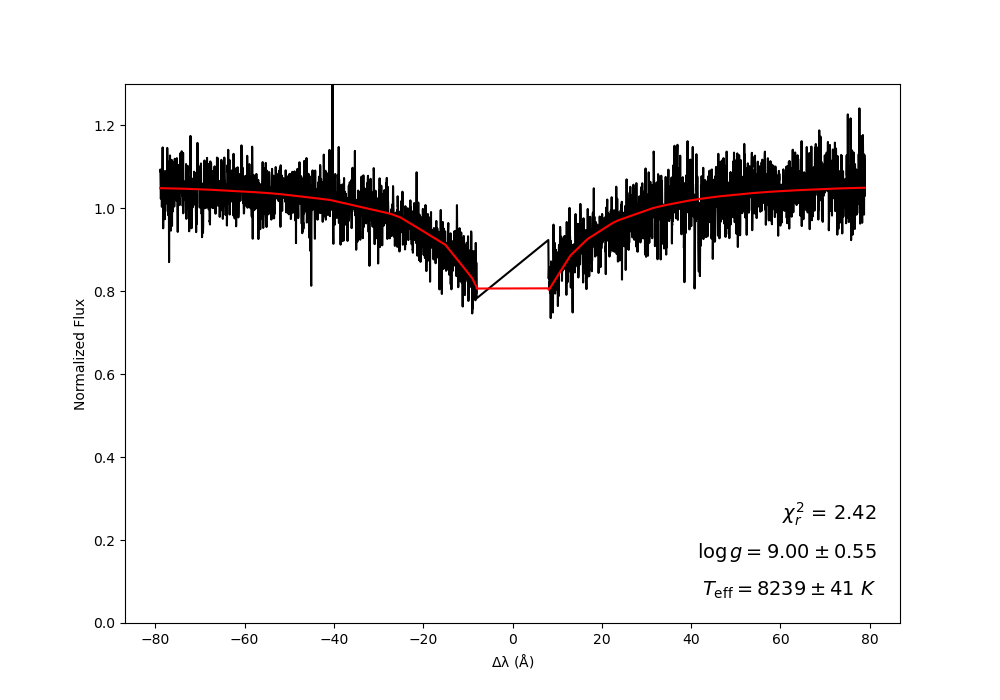 1.2
1.0
0.8
0.6
0.4
0.2
0.0
Normalized Flux
χ²ᵣ = 2.42
log g = 9.00 ± 0.55
T_eff = 8239 ± 41 K
−80 −60 −40 −20 0 20 40 60 80
Δλ (Å)